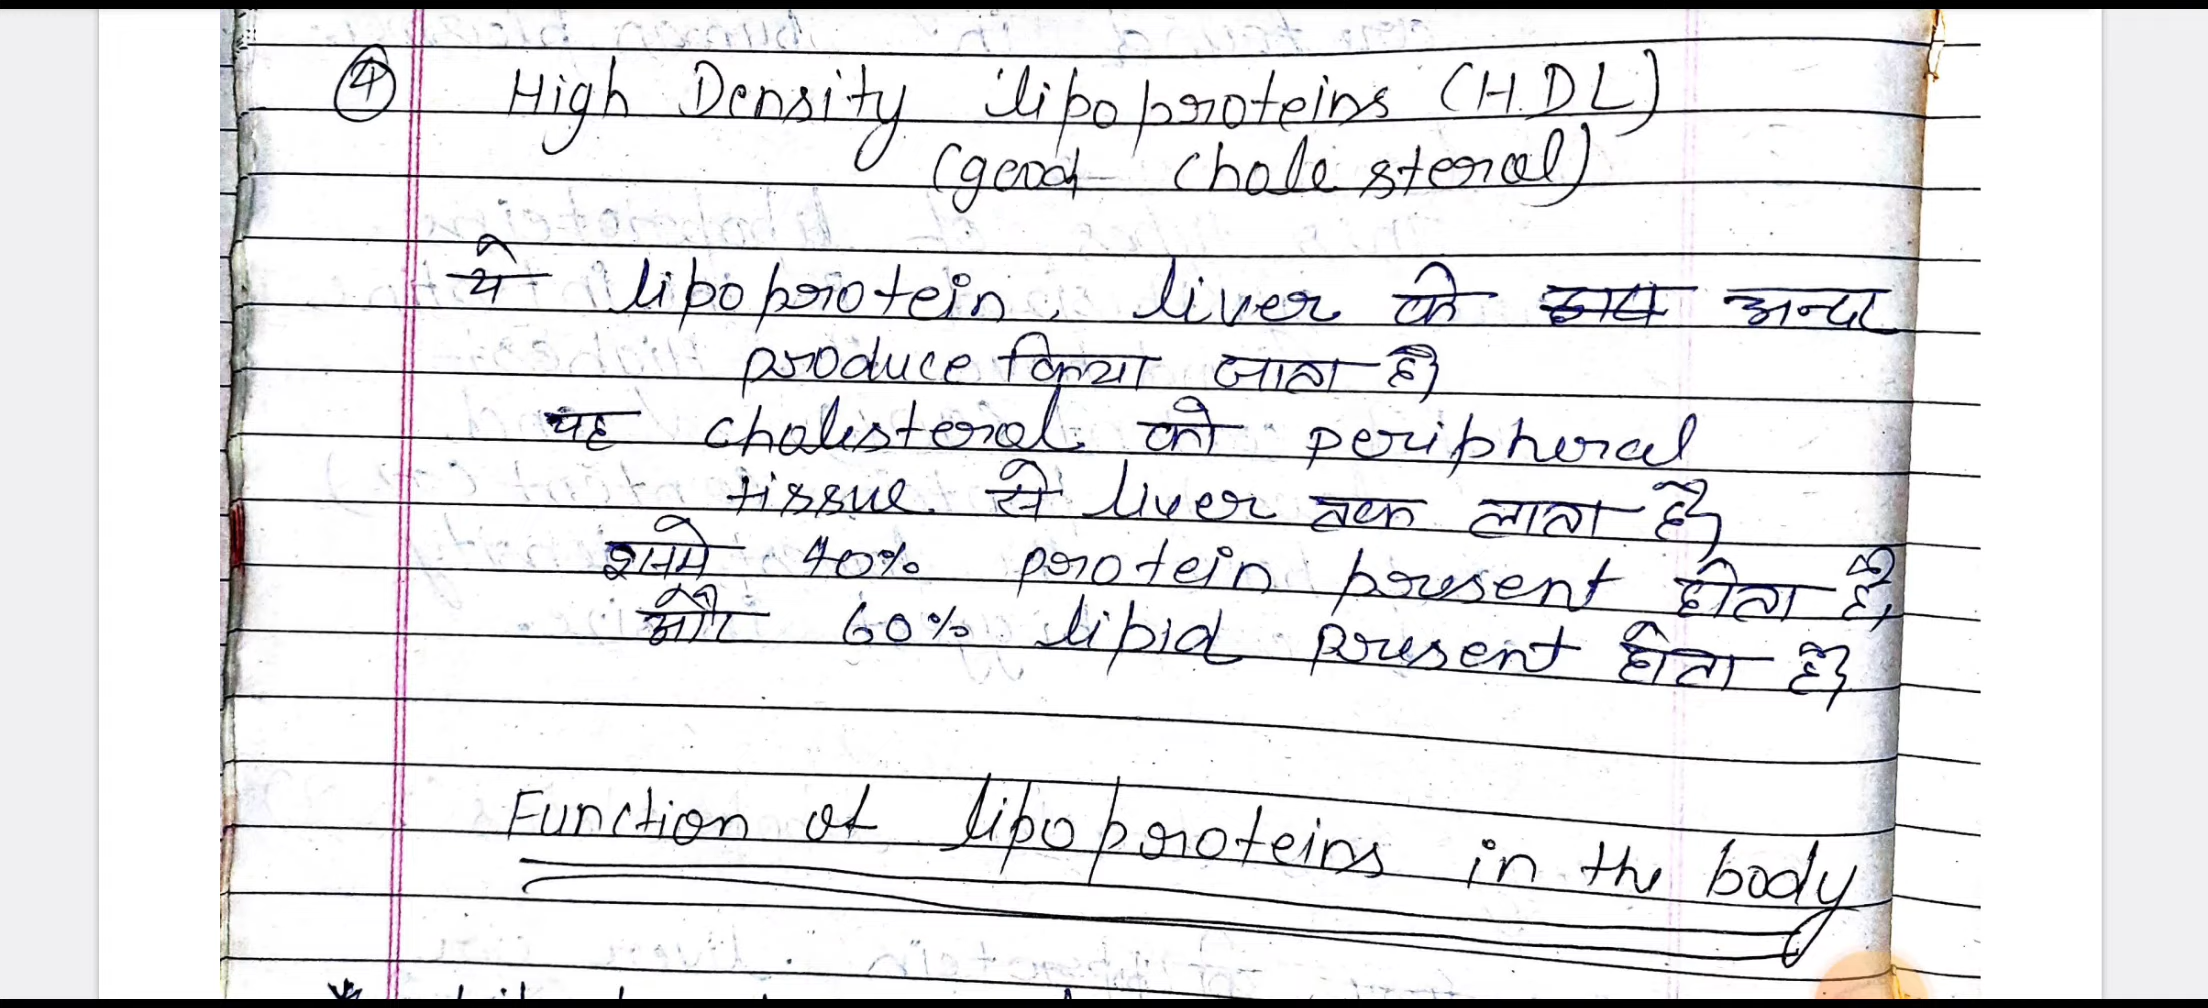 ④ High Density lipoproteins (H.D.L)
(good cholesterol)
ये lipoprotein, liver के अन्दर
produce किया जाता है
यह cholesterol को peripheral
tissue से liver तक लाता है
इसमे 40% protein present होता है,
और 60% lipid present होता है
Function of lipoproteins in the body